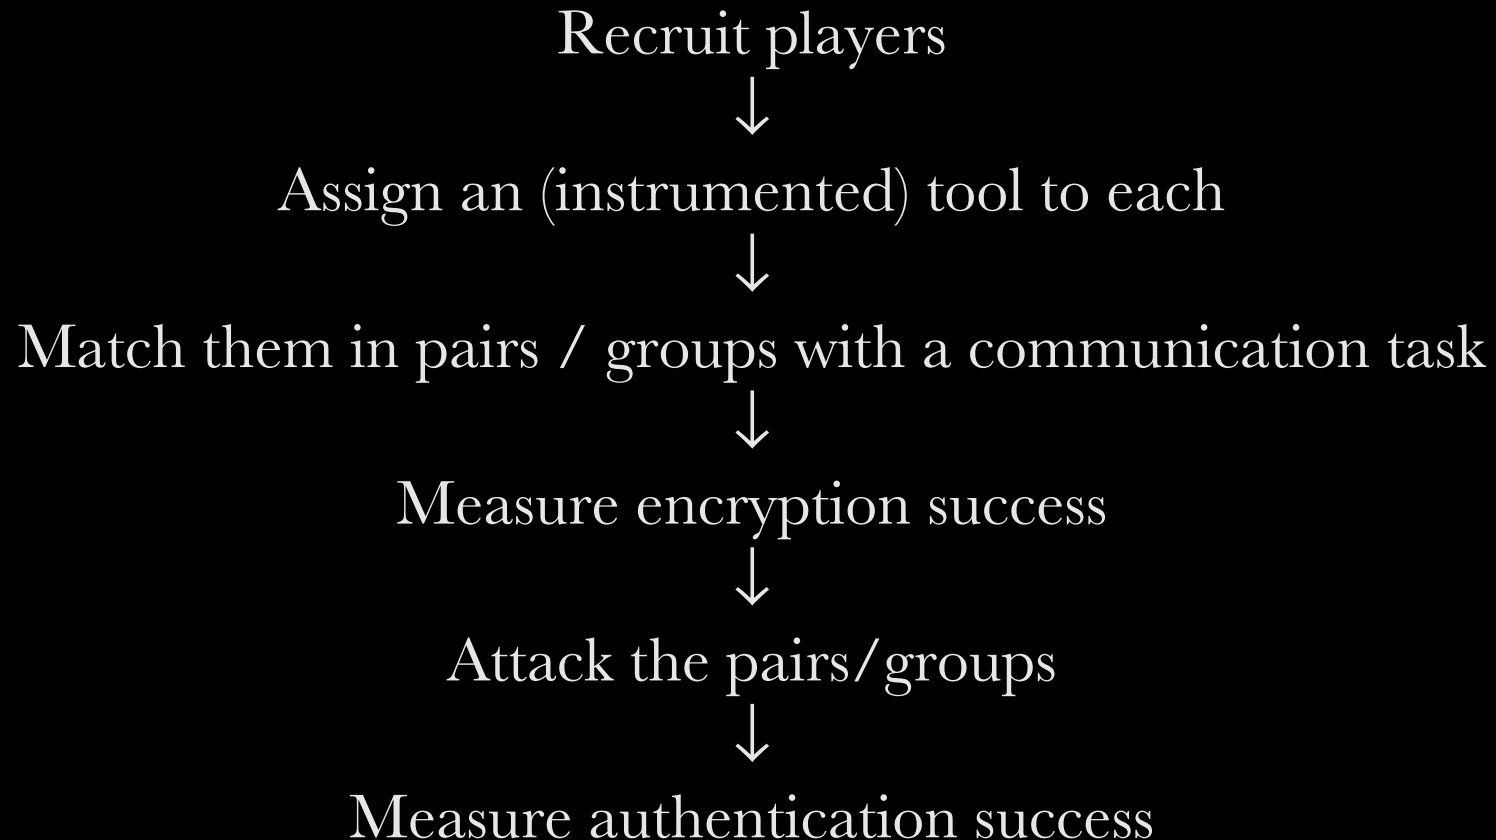 Recruit players
↓
Assign an (instrumented) tool to each
↓
Match them in pairs / groups with a communication task
↓
Measure encryption success
↓
Attack the pairs/groups
↓
Measure authentication success